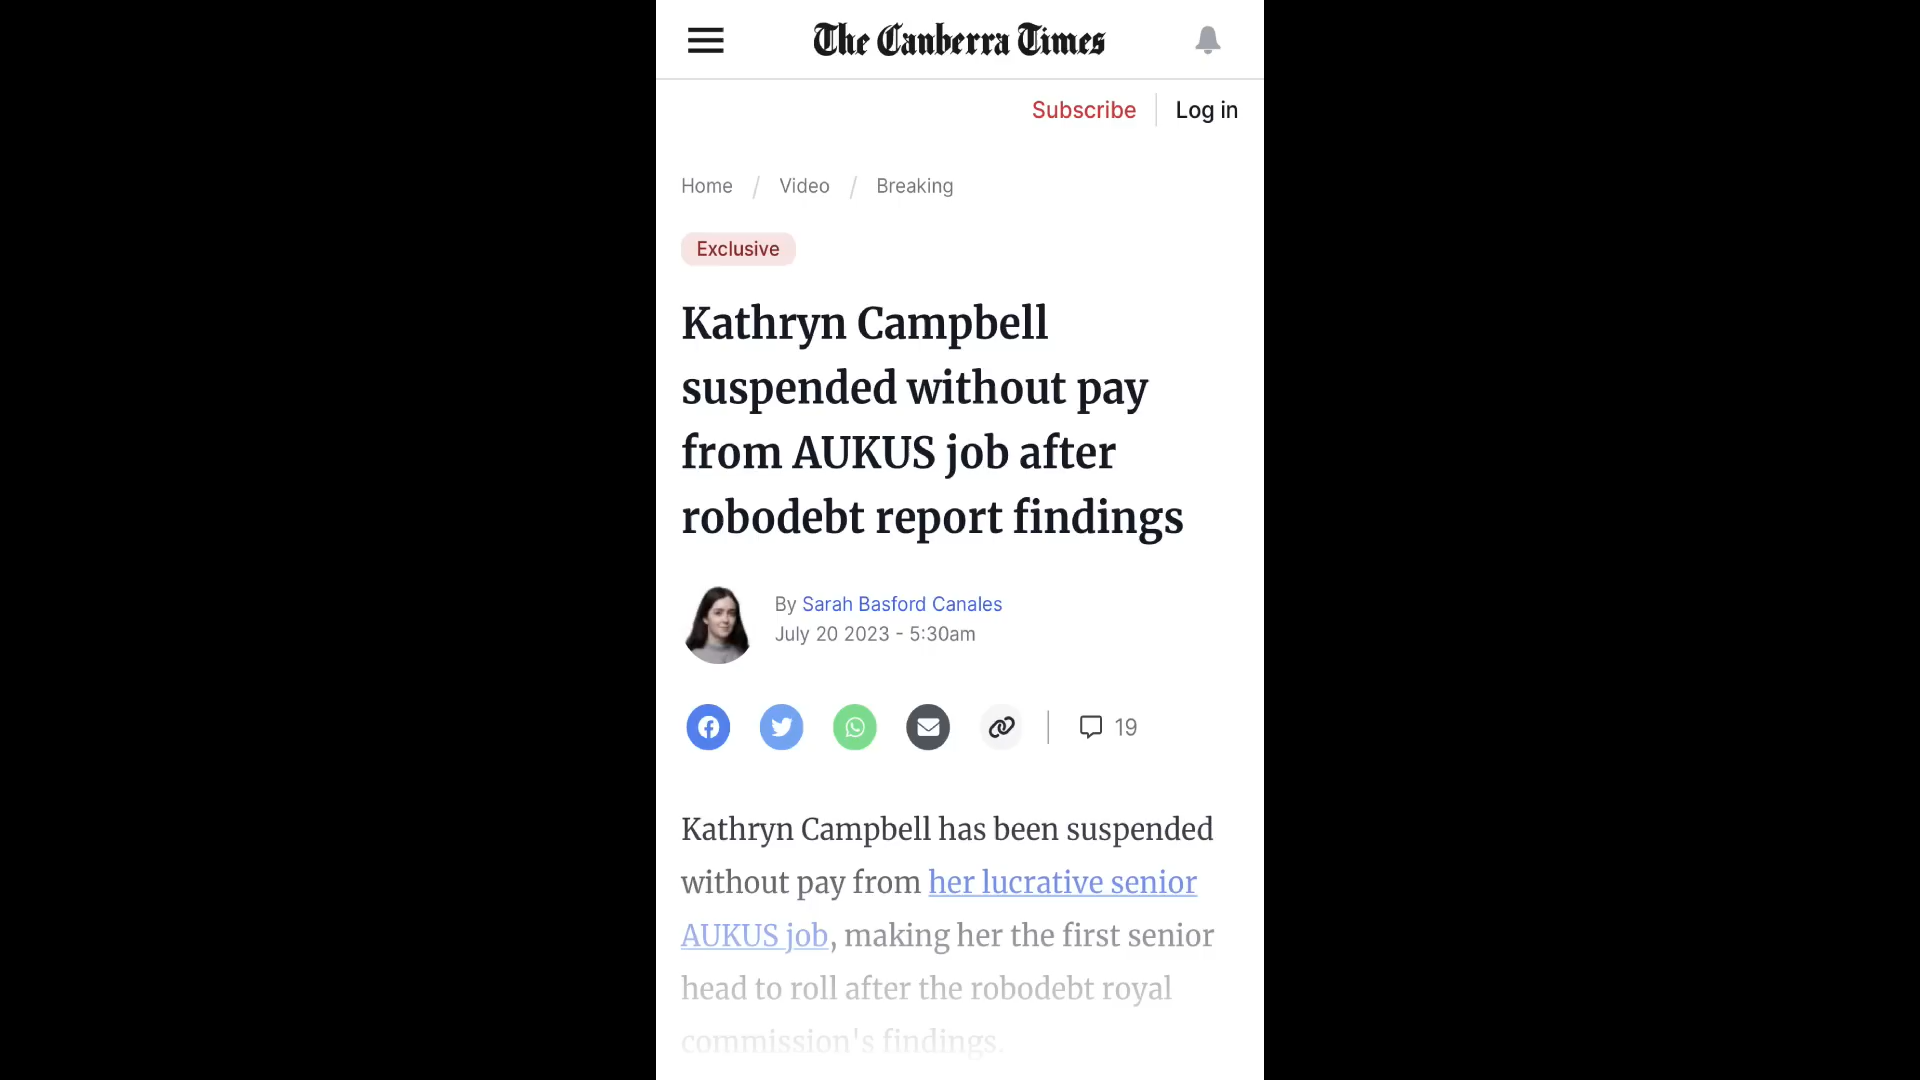 The Canberra Times
Subscribe
Log in
Home / Video / Breaking
Exclusive
Kathryn Campbell
suspended without pay
from AUKUS job after
robodebt report findings
By Sarah Basford Canales
July 20 2023 - 5:30am
19
Kathryn Campbell has been suspended
without pay from her lucrative senior
AUKUS job, making her the first senior
head to roll after the robodebt royal
commission's findings.